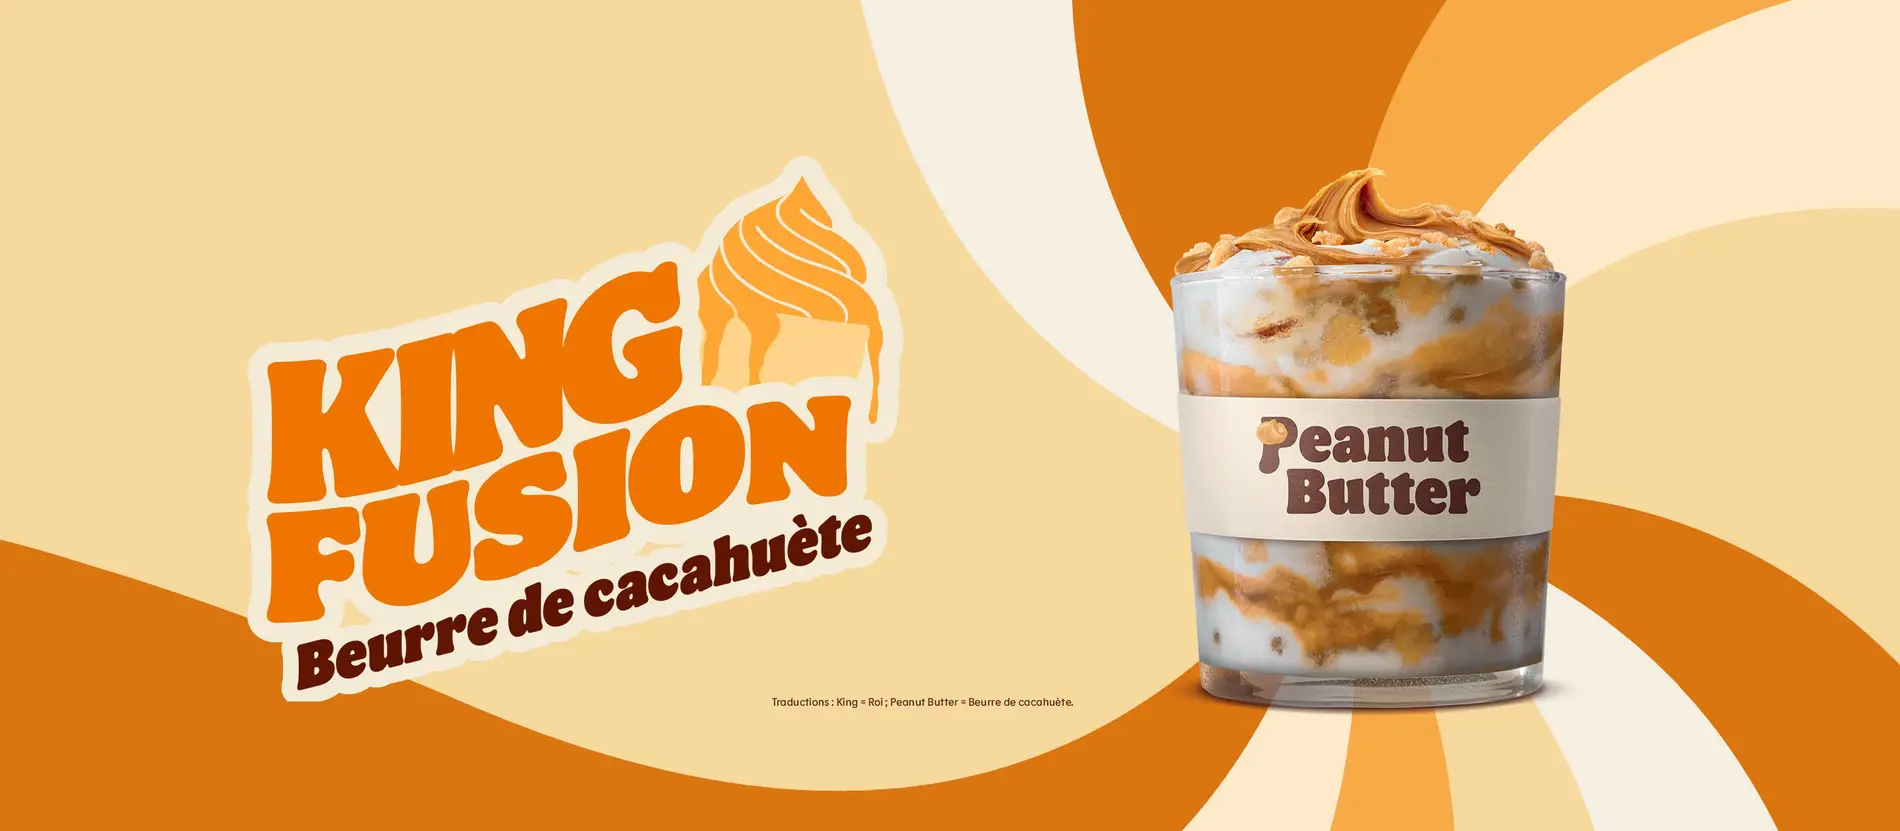 KING
FUSION
Beurre de cacahuète
Peanut
Butter
Traductions : King = Roi ; Peanut Butter = Beurre de cacahuète.